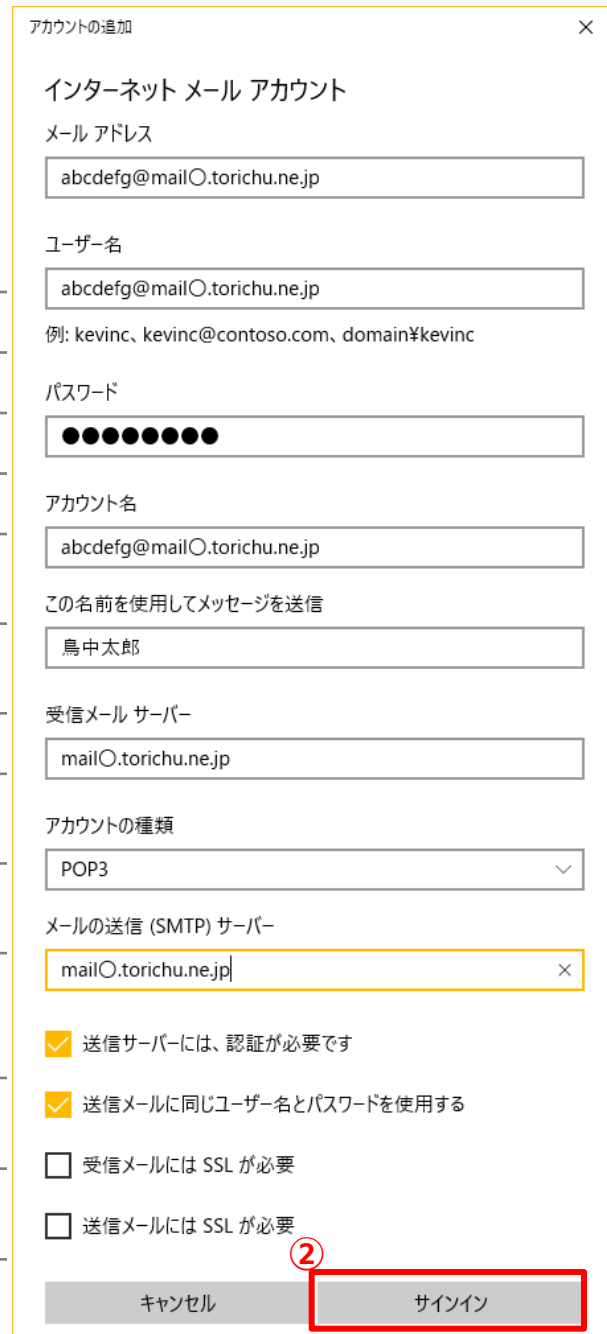 アカウントの追加
インターネット メール アカウント
メール アドレス
abcdefg@mail〇.torichu.ne.jp
ユーザー名
abcdefg@mail〇.torichu.ne.jp
例: kevinc、kevinc@contoso.com、domain¥kevinc
パスワード
●●●●●●●●
アカウント名
abcdefg@mail〇.torichu.ne.jp
この名前を使用してメッセージを送信
鳥中太郎
受信メール サーバー
mail〇.torichu.ne.jp
アカウントの種類
POP3
メールの送信 (SMTP) サーバー
mail〇.torichu.ne.jp
送信サーバーには、認証が必要です
送信メールに同じユーザー名とパスワードを使用する
受信メールには SSL が必要
送信メールには SSL が必要
②
キャンセル
サインイン